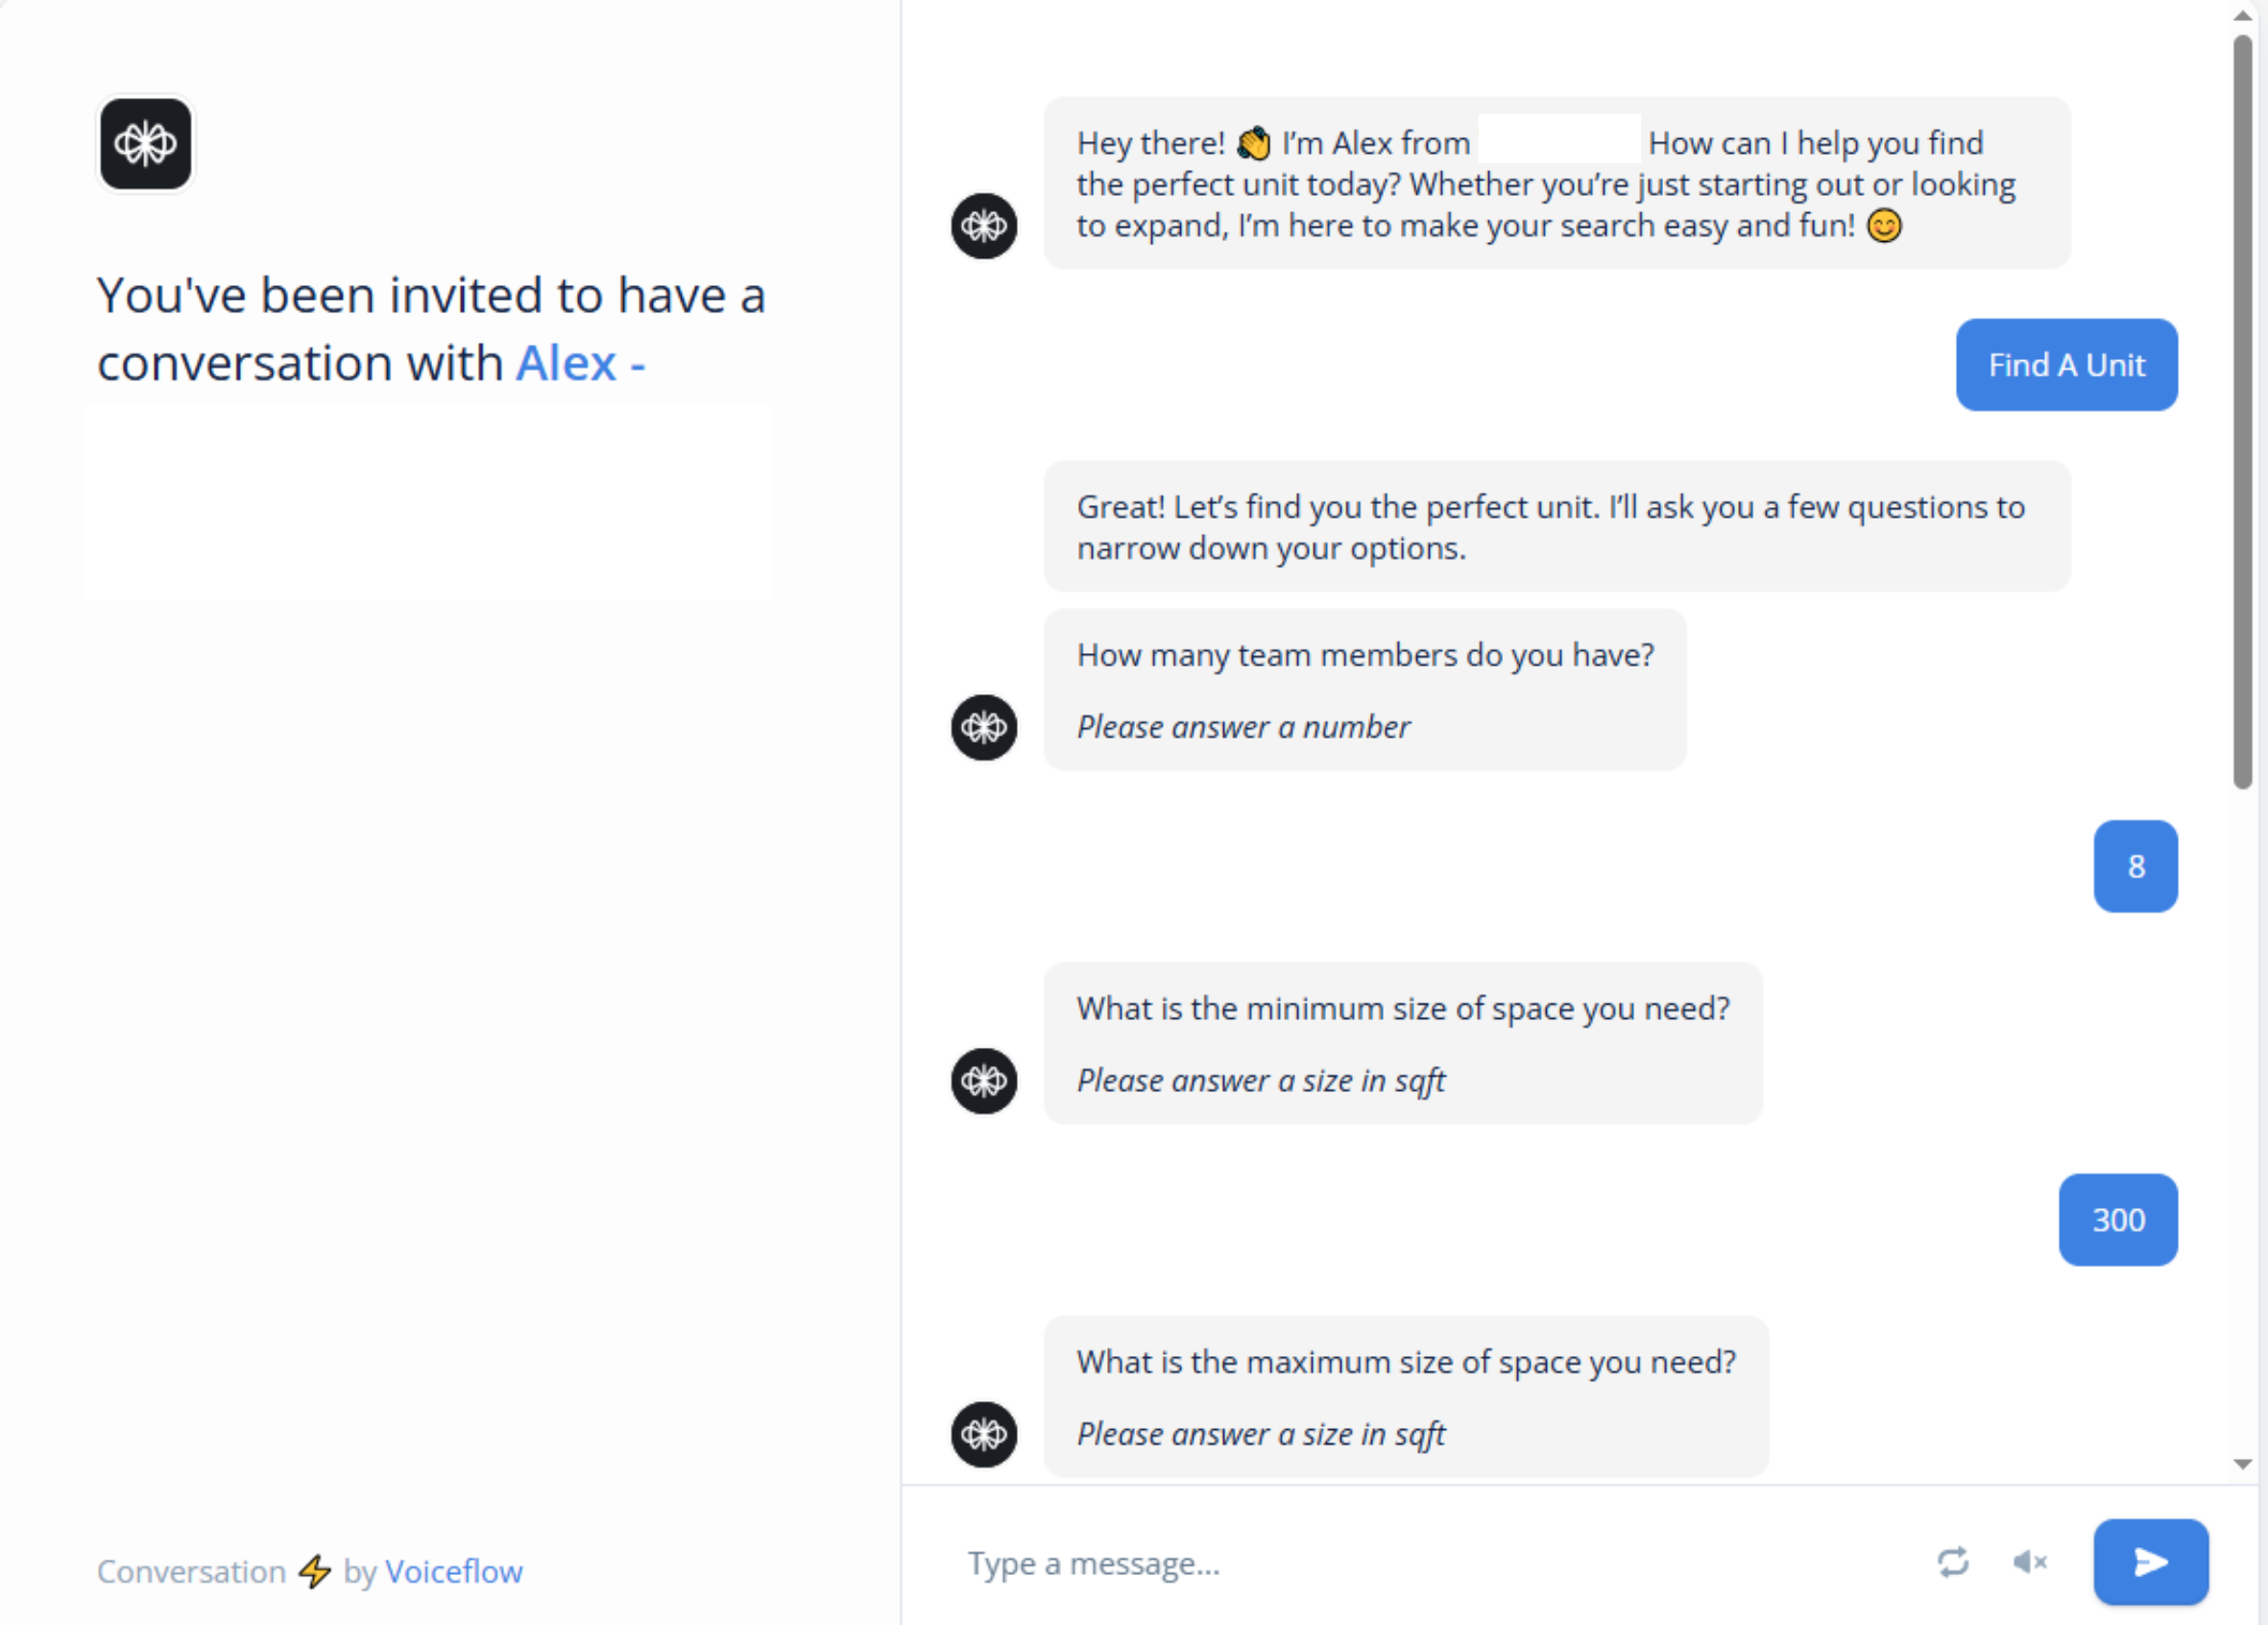 You've been invited to have a
conversation with Alex -
Conversation ⚡ by Voiceflow
Hey there! 👏 I’m Alex from How can I help you find
the perfect unit today? Whether you’re just starting out or looking
to expand, I’m here to make your search easy and fun! 😊
Find A Unit
Great! Let’s find you the perfect unit. I’ll ask you a few questions to
narrow down your options.
How many team members do you have?
Please answer a number
8
What is the minimum size of space you need?
Please answer a size in sqft
300
What is the maximum size of space you need?
Please answer a size in sqft
Type a message...